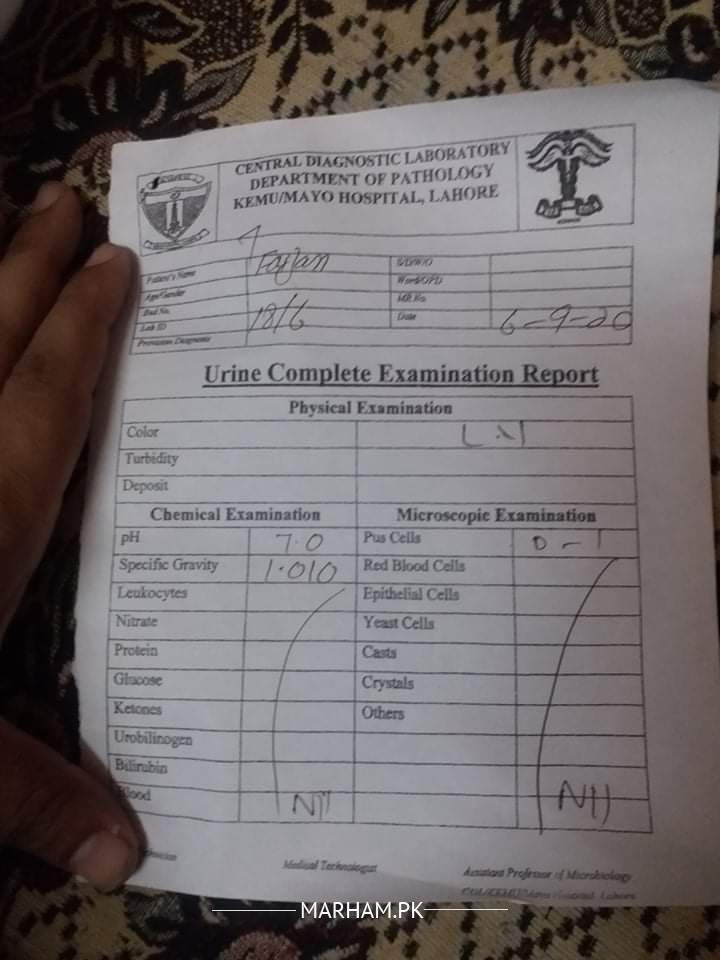 CENTRAL DIAGNOSTIC LABORATORY
DEPARTMENT OF PATHOLOGY
KEMU/MAYO HOSPITAL, LAHORE
Patient's Name
S/D/W/O
Age/Gender
Ward/OPD
Bed No.
MR No.
Lab ID 18/6 Date 6-9-20
Provision Diagnosis
Urine Complete Examination Report
Physical Examination
Color
Turbidity
Deposit
Chemical Examination Microscopic Examination
pH 7.0 Pus Cells 0-1
Specific Gravity 1.010 Red Blood Cells
Leukocytes Epithelial Cells
Nitrate Yeast Cells
Protein Casts
Glucose Crystals
Ketones Others
Urobilinogen
Bilirubin
Blood Nil Nil
Medical Technologist Assistant Professor of Microbiology
MARHAM.PK